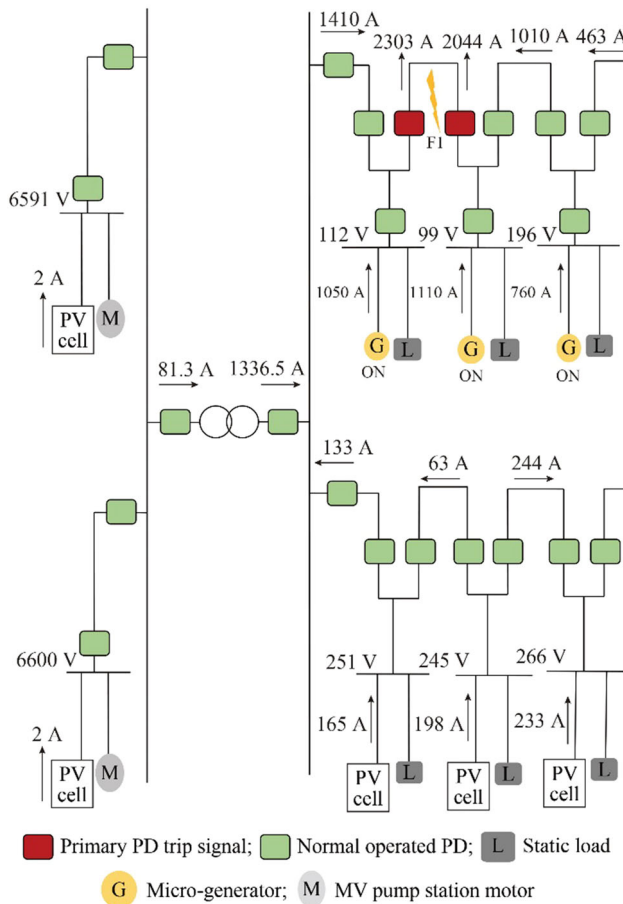 1410 A
2303 A 2044 A
1010A
463 A
F1
6591 V
112 V 99 V 196 V
2 A
1050 A
1110 A
760 A
PV
cell
M
G
L
G
L
G
L
ON
ON
ON
81.3 A 1336.5 A
133 A
63 A 244 A
6600 V
251 V 245 V 266 V
2 A
165 A
198 A
233 A
PV
cell
M
PV
cell
L
PV
cell
L
PV
cell
L
Primary PD trip signal; Normal operated PD; L Static load
G Micro-generator; M MV pump station motor